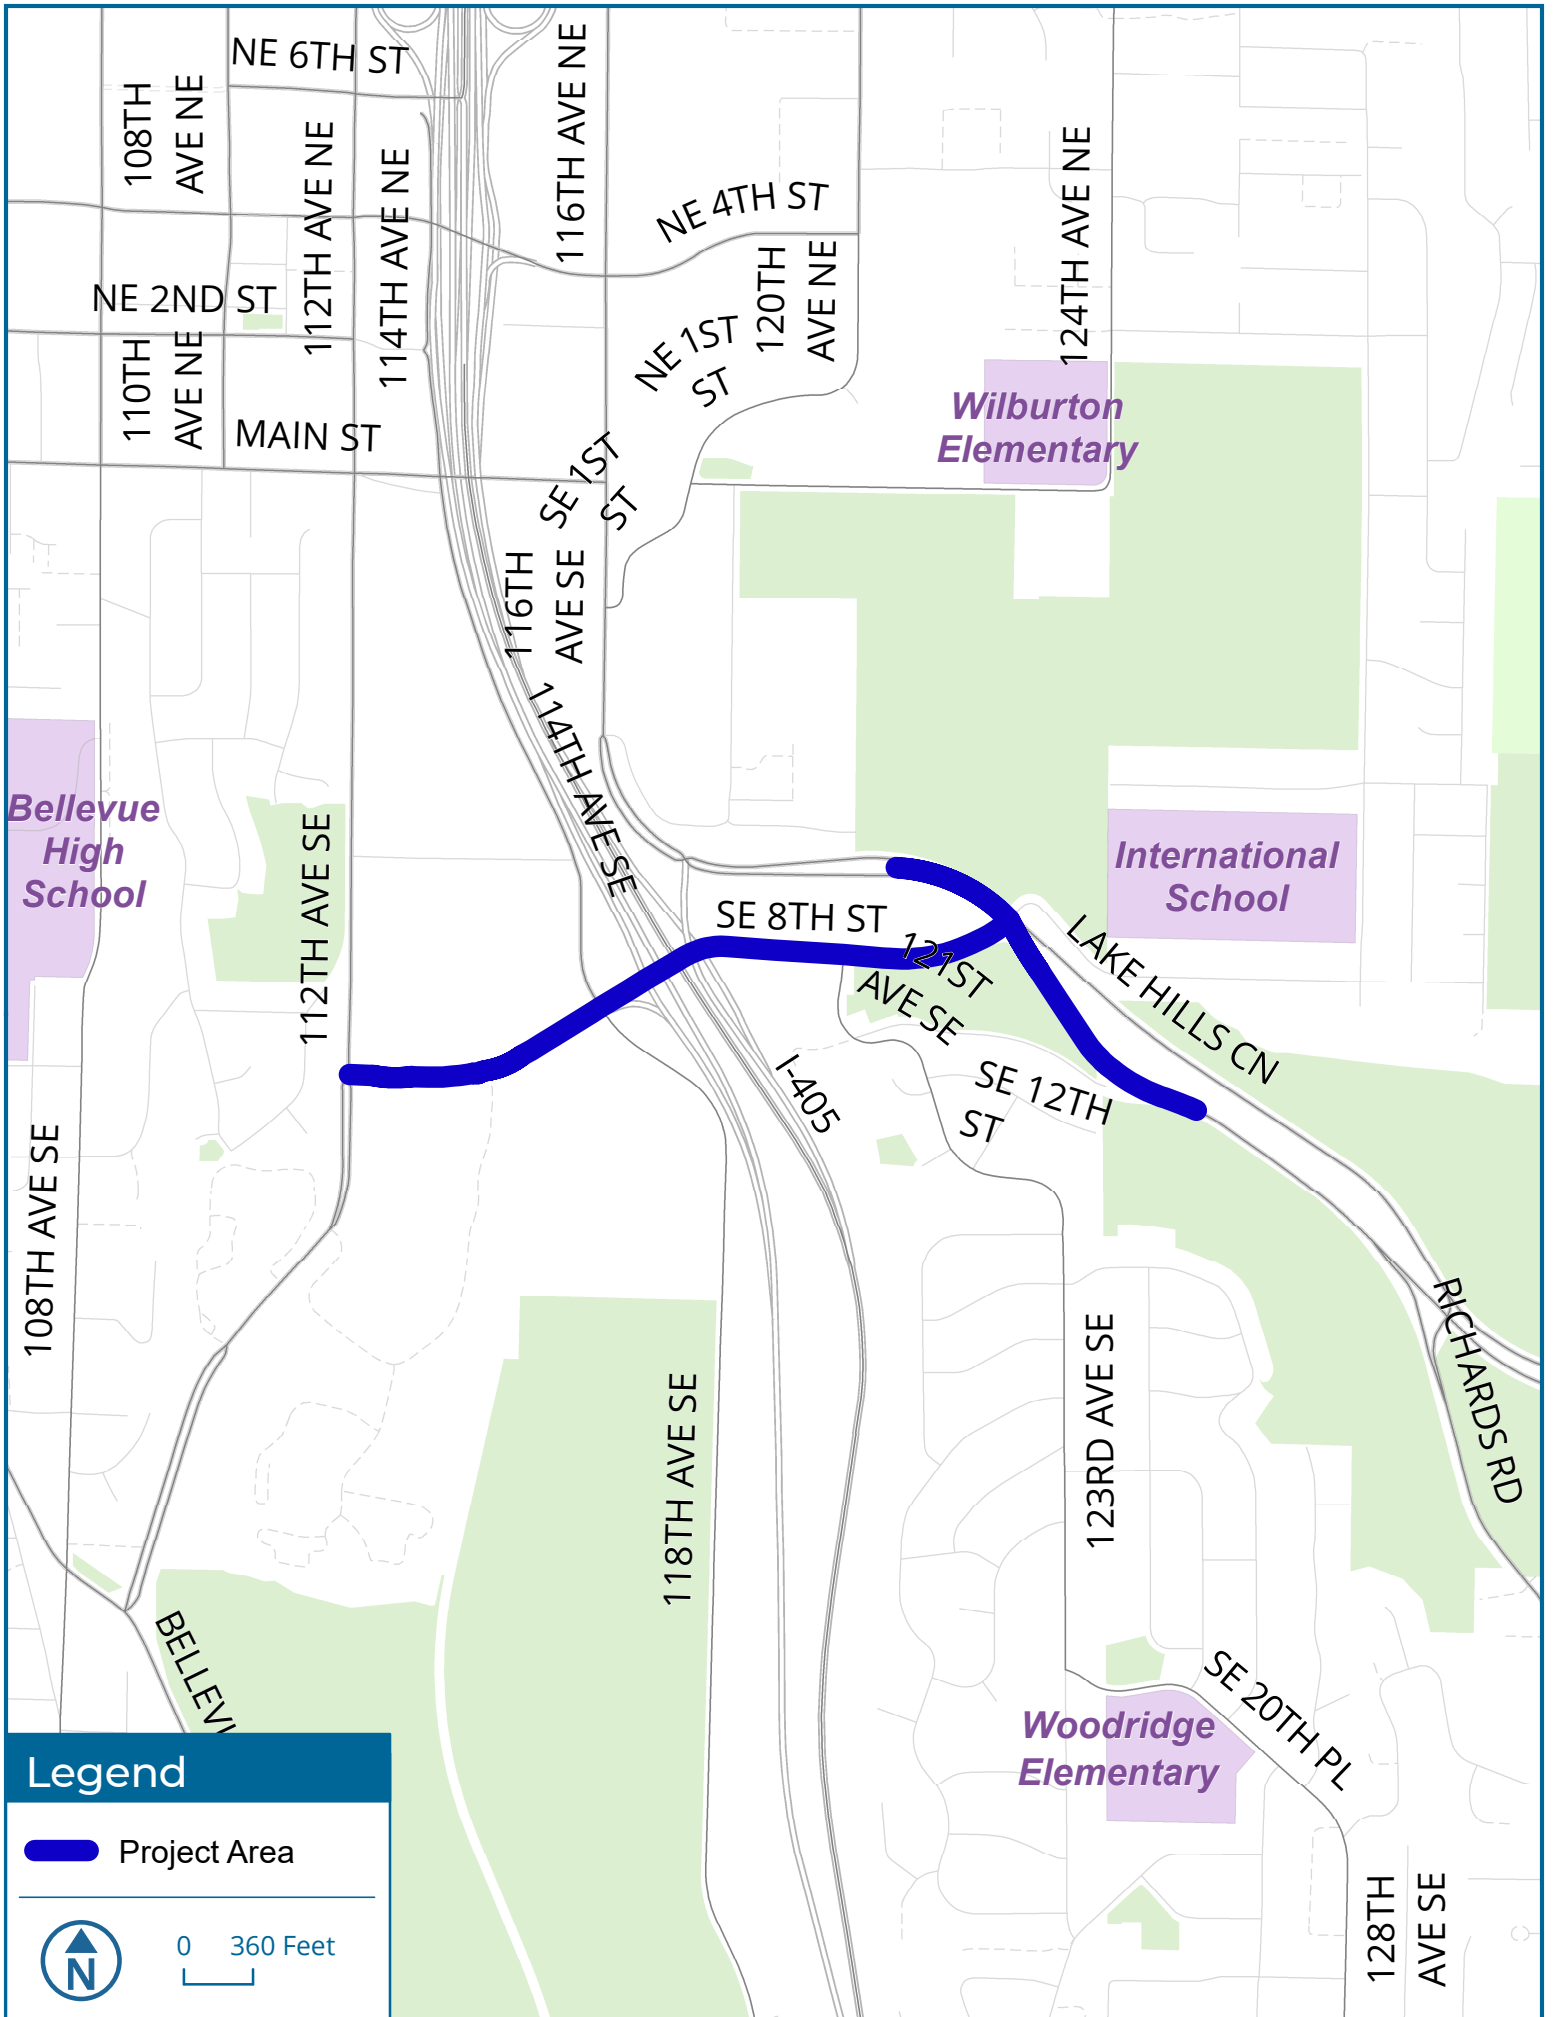 NE 6TH ST
108TH
AVE NE
112TH AVE NE
114TH AVE NE
116TH AVE NE
NE 4TH ST
120TH
AVE NE
124TH AVE NE
NE 2ND ST
110TH
AVE NE
NE 1ST
ST
MAIN ST
Wilburton
Elementary
SE 1ST
ST
116TH
AVE SE
114TH AVE SE
Bellevue
High
School
112TH AVE SE
International
School
SE 8TH ST
121ST
AVE SE
LAKE HILLS CN
I-405
SE 12TH
ST
108TH AVE SE
RICHARDS RD
118TH AVE SE
123RD AVE SE
BELLEVU
SE 20TH PL
Woodridge
Elementary
128TH
AVE SE
Legend
Project Area
N
0 360 Feet